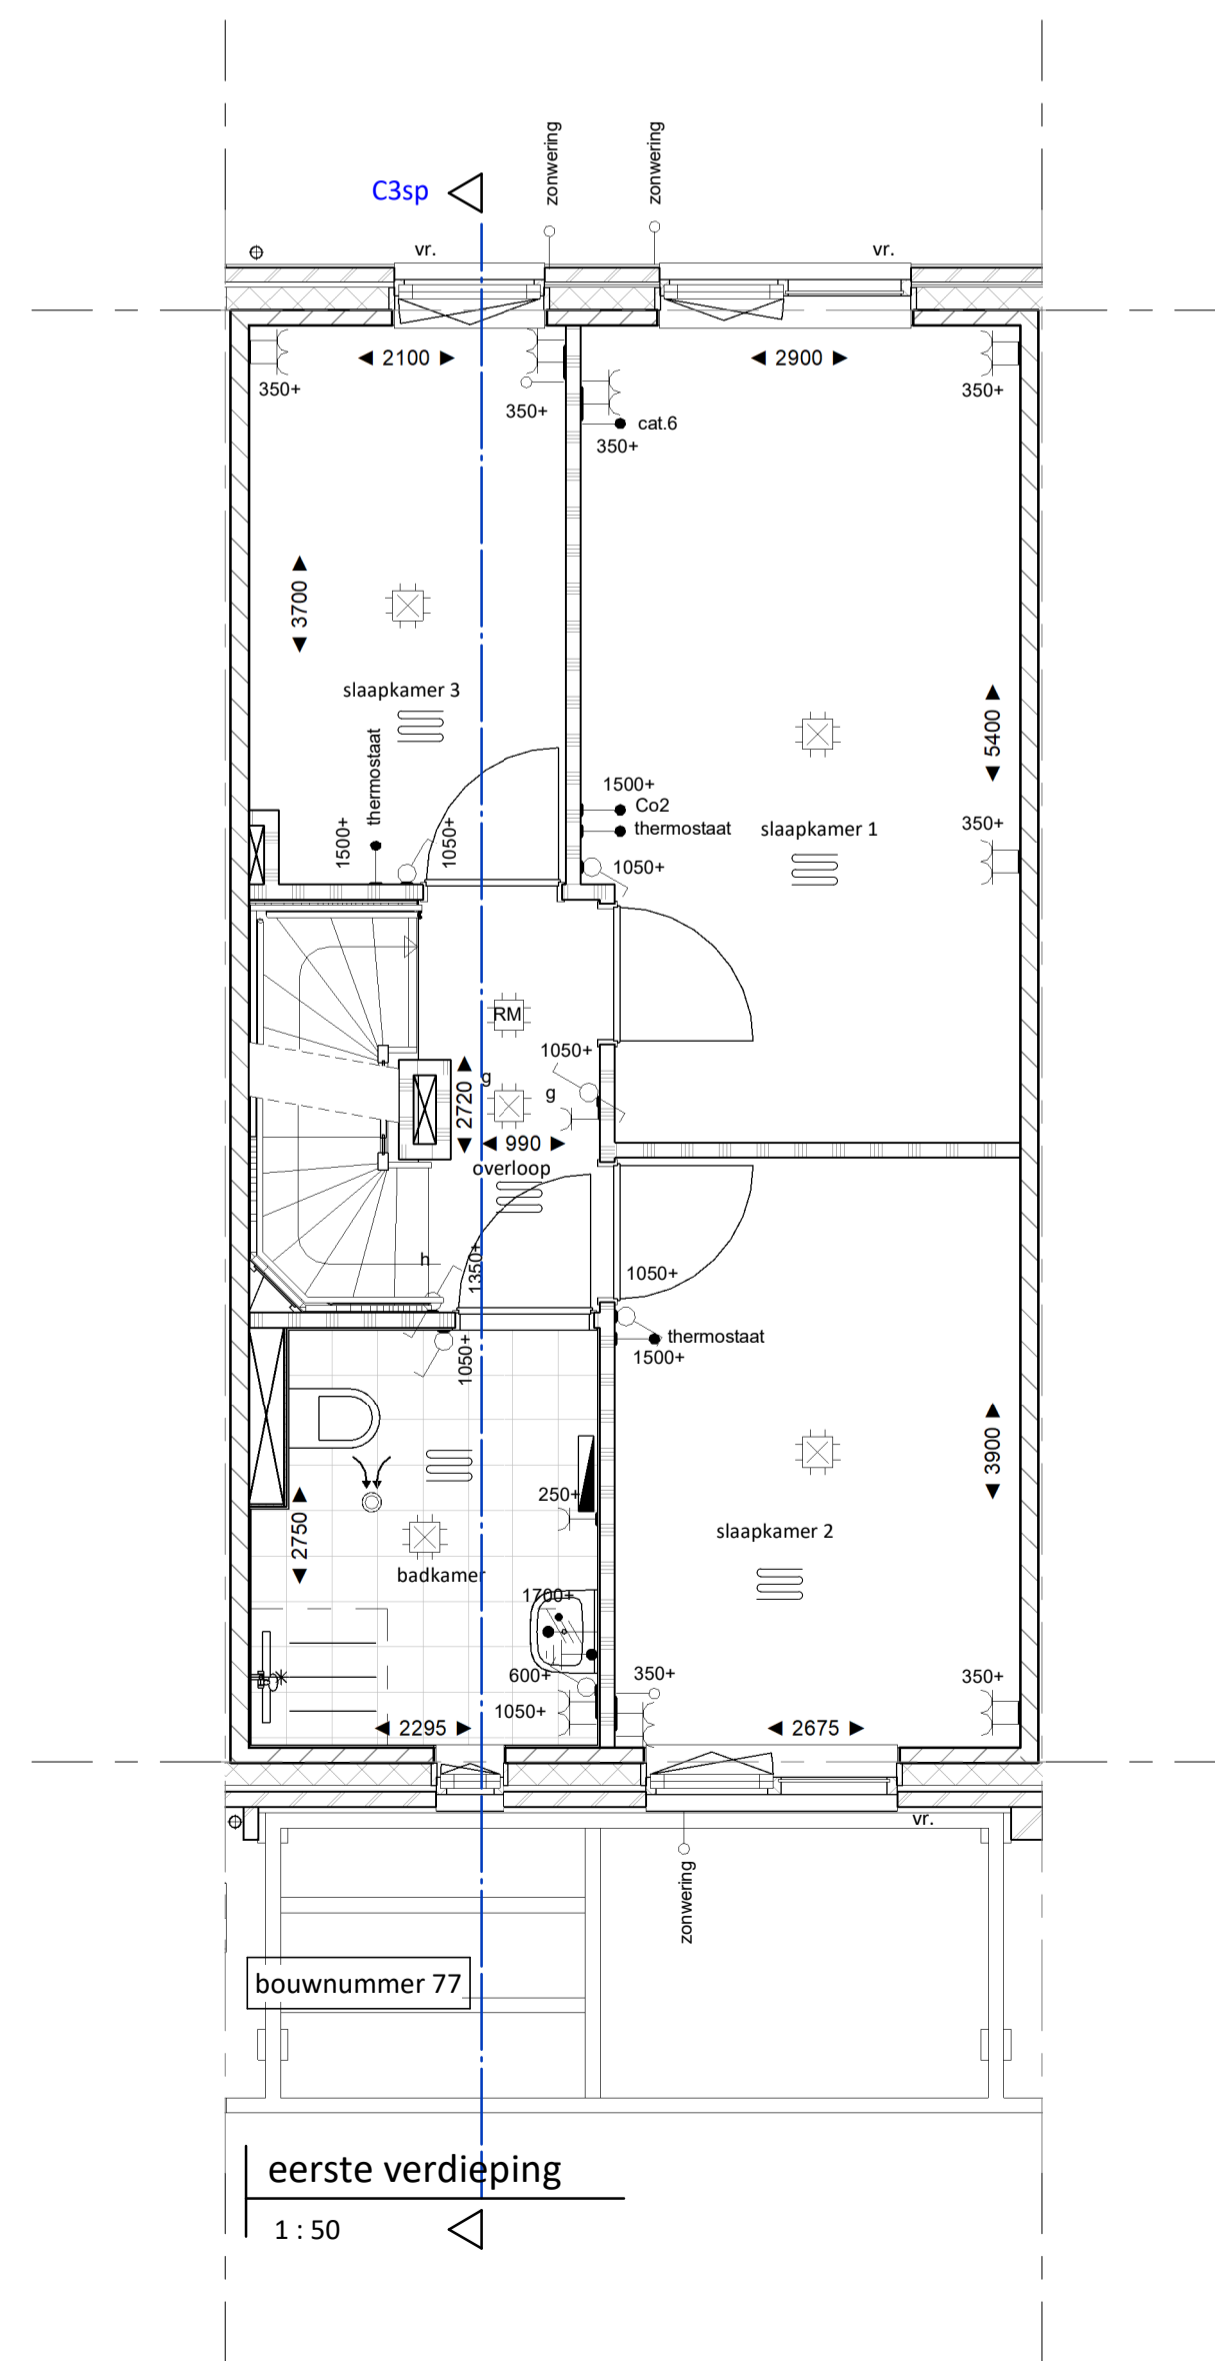 zonwering
zonwering
C3sp
vr.
vr.
2100
2900
350+
350+
350+
cat.6
350+
3700
slaapkamer 3
5400
thermostaat
1500+
1500+
Co2
1050+
thermostaat
slaapkamer 1
350+
1050+
RM
1050+
g
g
2720
990
overloop
h
1350+
1050+
thermostaat
1500+
1050+
3900
250+
2750
slaapkamer 2
badkamer
1700+
600+
350+
350+
1050+
2295
2675
vr.
zonwering
bouwnummer 77
eerste verdieping
1 : 50